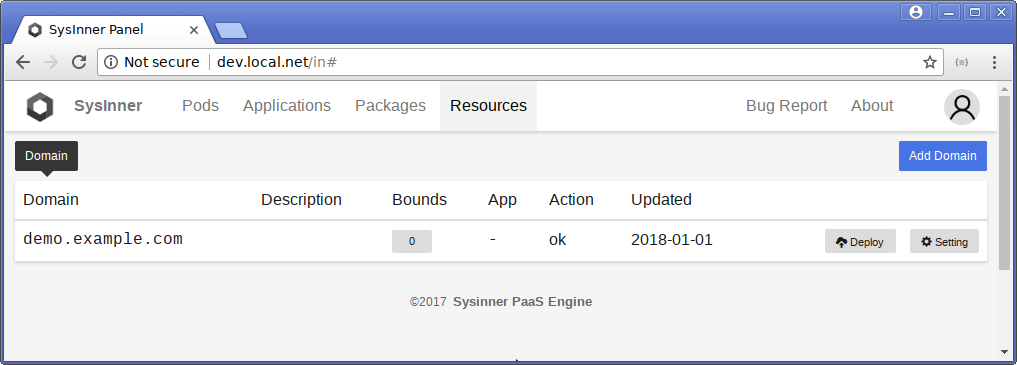 SysInner Panel
Not secure dev.local.net/in#
SysInner Pods Applications Packages Resources Bug Report About
Domain Add Domain
Domain Description Bounds App Action Updated
demo.example.com 0 - ok 2018-01-01 Deploy Setting
©2017 Sysinner PaaS Engine